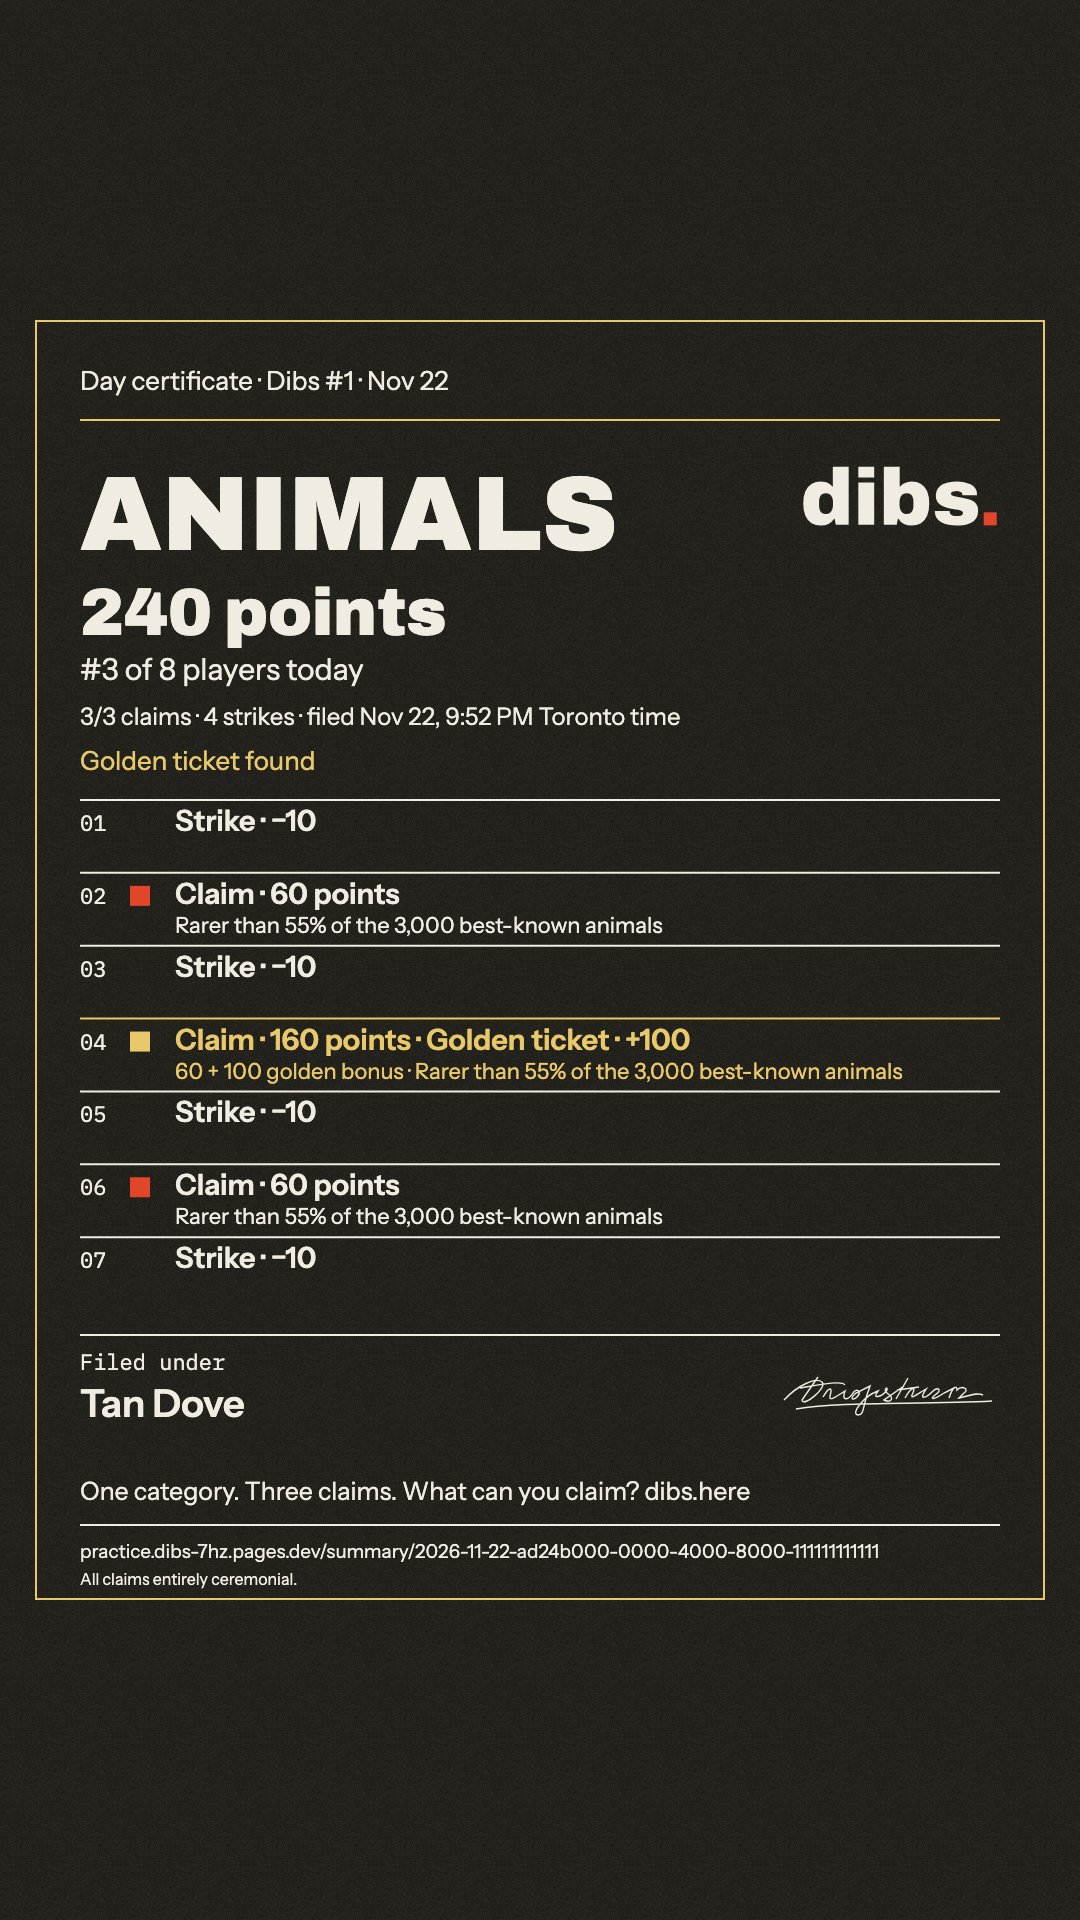 Day certificate · Dibs #1 · Nov 22
ANIMALS
dibs.
240 points
#3 of 8 players today
3/3 claims · 4 strikes · filed Nov 22, 9:52 PM Toronto time
Golden ticket found
01 Strike · −10
02 Claim · 60 points
Rarer than 55% of the 3,000 best-known animals
03 Strike · −10
04 Claim · 160 points · Golden ticket · +100
60 + 100 golden bonus · Rarer than 55% of the 3,000 best-known animals
05 Strike · −10
06 Claim · 60 points
Rarer than 55% of the 3,000 best-known animals
07 Strike · −10
Filed under
Tan Dove
One category. Three claims. What can you claim? dibs.here
practice.dibs-7hz.pages.dev/summary/2026-11-22-ad24b000-0000-4000-8000-111111111111
All claims entirely ceremonial.